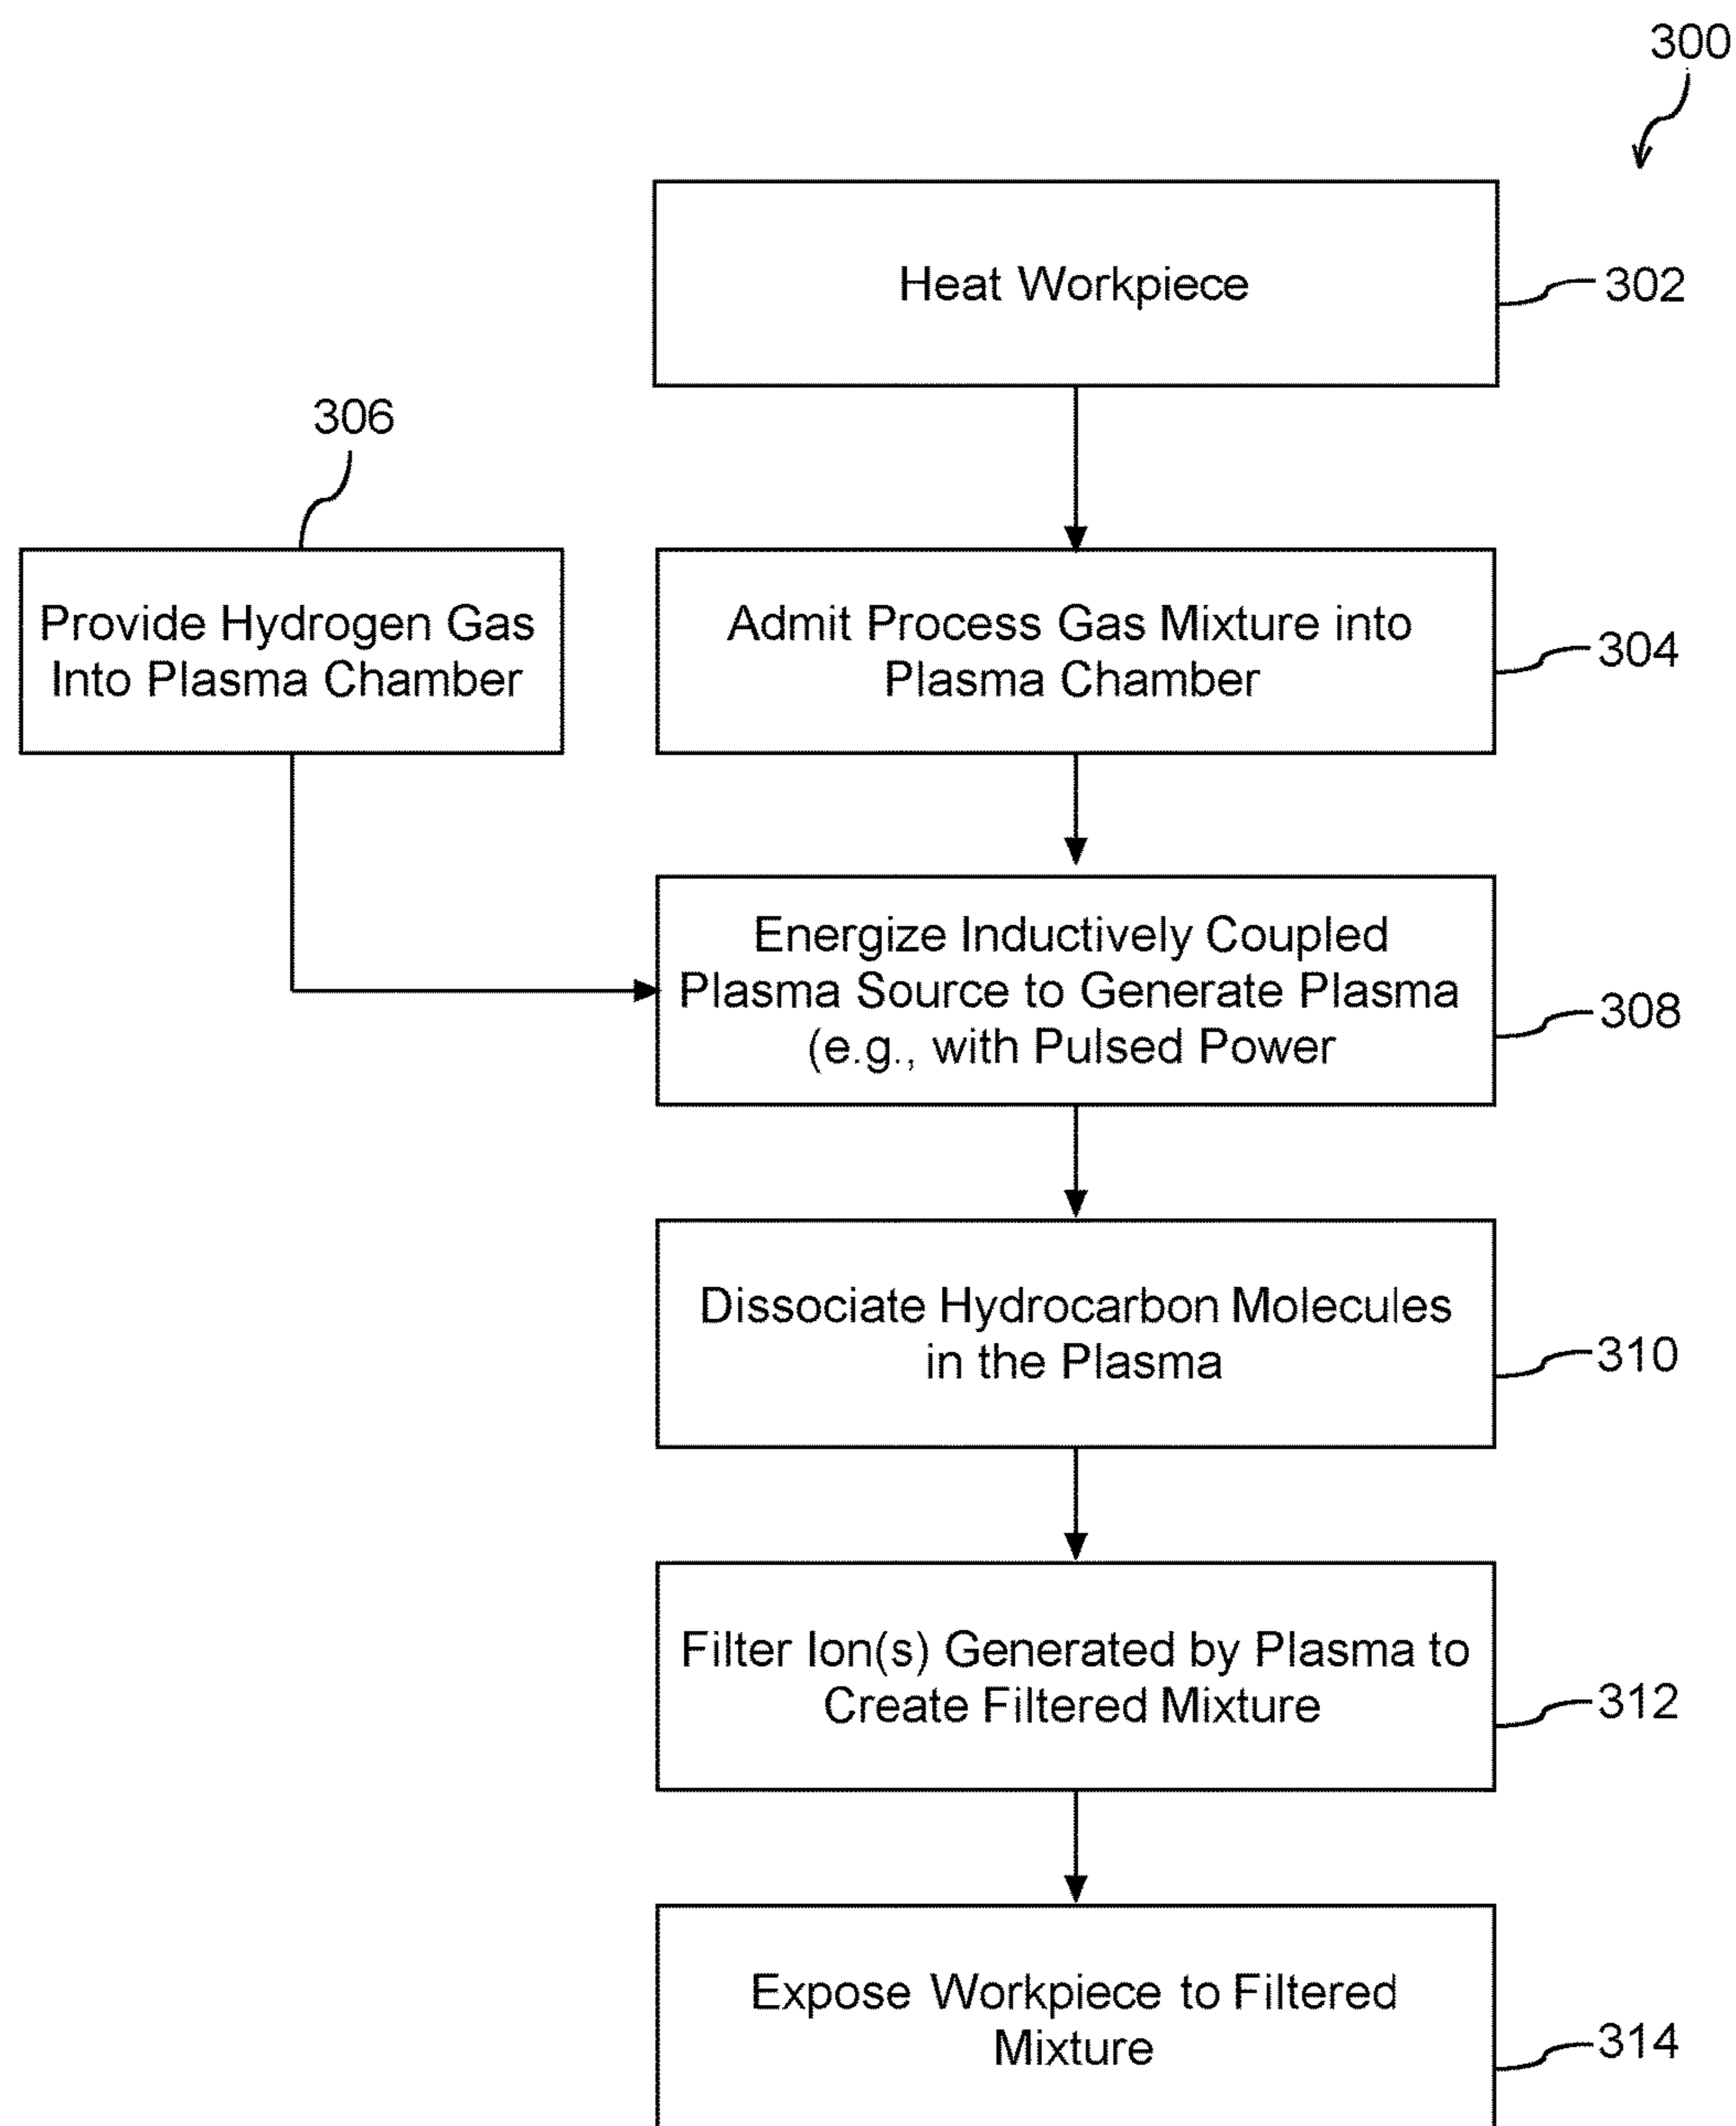 300
Heat Workpiece
302
306
Provide Hydrogen Gas
Into Plasma Chamber
Admit Process Gas Mixture into
Plasma Chamber
304
Energize Inductively Coupled
Plasma Source to Generate Plasma
(e.g., with Pulsed Power
308
Dissociate Hydrocarbon Molecules
in the Plasma
310
Filter Ion(s) Generated by Plasma to
Create Filtered Mixture
312
Expose Workpiece to Filtered
Mixture
314